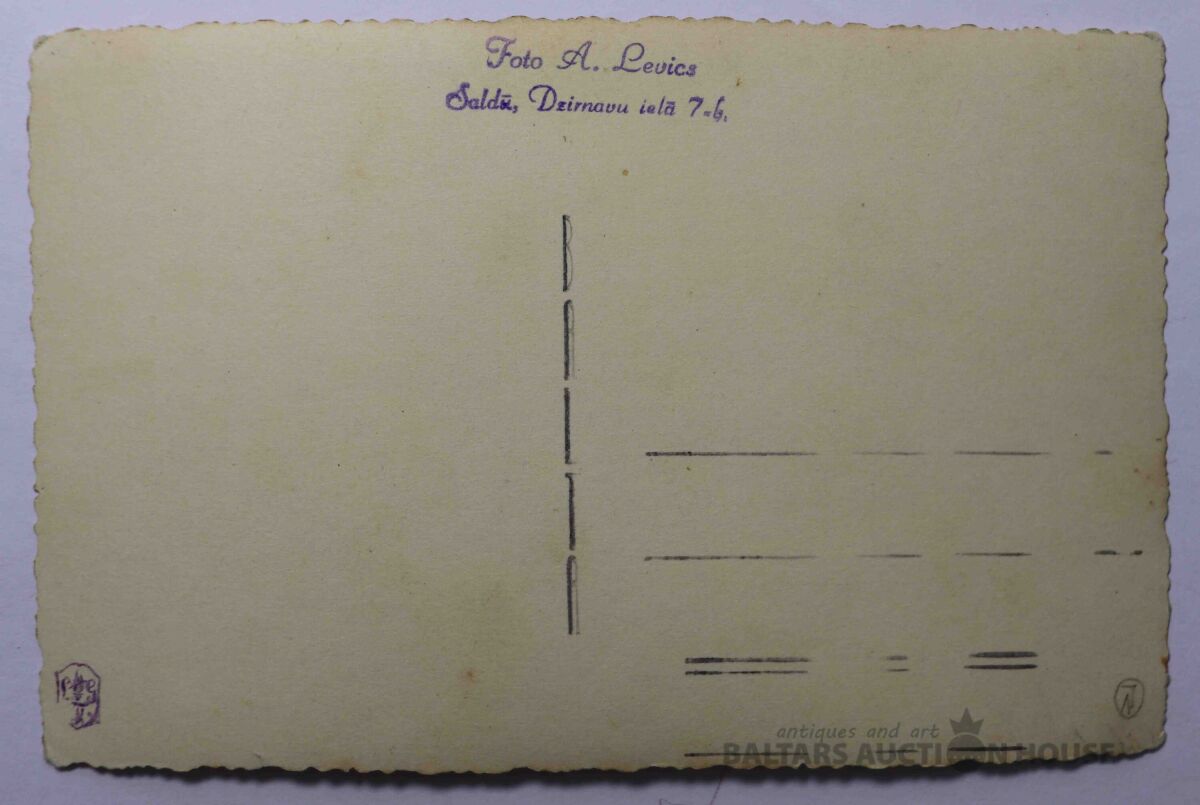 Foto A. Levics
Saldū, Dzirnavu ielā 7-
antiques and art
BALTARS AUCTION HOUSE